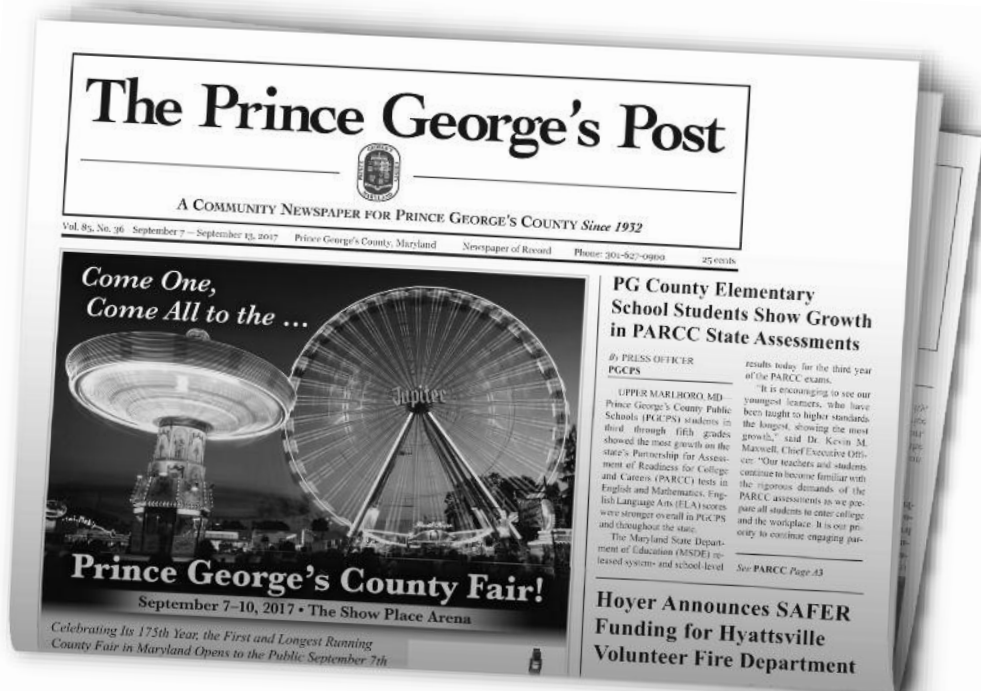 The Prince George's Post
A COMMUNITY NEWSPAPER FOR PRINCE GEORGE'S COUNTY Since 1932
Vol. 85, No. 36 September 7 — September 13, 2017 Prince George's County, Maryland Newspaper of Record Phone: 301-627-0900 25 cents
Come One,
Come All to the ...
Jupiter
Prince George's County Fair!
September 7–10, 2017 • The Show Place Arena
Celebrating Its 175th Year, the First and Longest Running
County Fair in Maryland Opens to the Public September 7th
PG County Elementary
School Students Show Growth
in PARCC State Assessments
By PRESS OFFICER
PGCPS
UPPER MARLBORO, MD—
Prince George's County Public
Schools (PGCPS) students in
third through fifth grades
showed the most growth on the
state's Partnership for Assess-
ment of Readiness for College
and Careers (PARCC) tests in
English and Mathematics. Eng-
lish Language Arts (ELA) scores
were stronger overall in PGCPS
and throughout the state.
The Maryland State Depart-
ment of Education (MSDE) re-
leased system- and school-level
results today for the third year
of the PARCC exams.
"It is encouraging to see our
youngest learners, who have
been taught to higher standards
the longest, showing the most
growth," said Dr. Kevin M.
Maxwell, Chief Executive Offi-
cer. "Our teachers and students
continue to become familiar with
the rigorous demands of the
PARCC assessments as we pre-
pare all students to enter college
and the workplace. It is our pri-
ority to continue engaging par-
See PARCC Page A3
Hoyer Announces SAFER
Funding for Hyattsville
Volunteer Fire Department